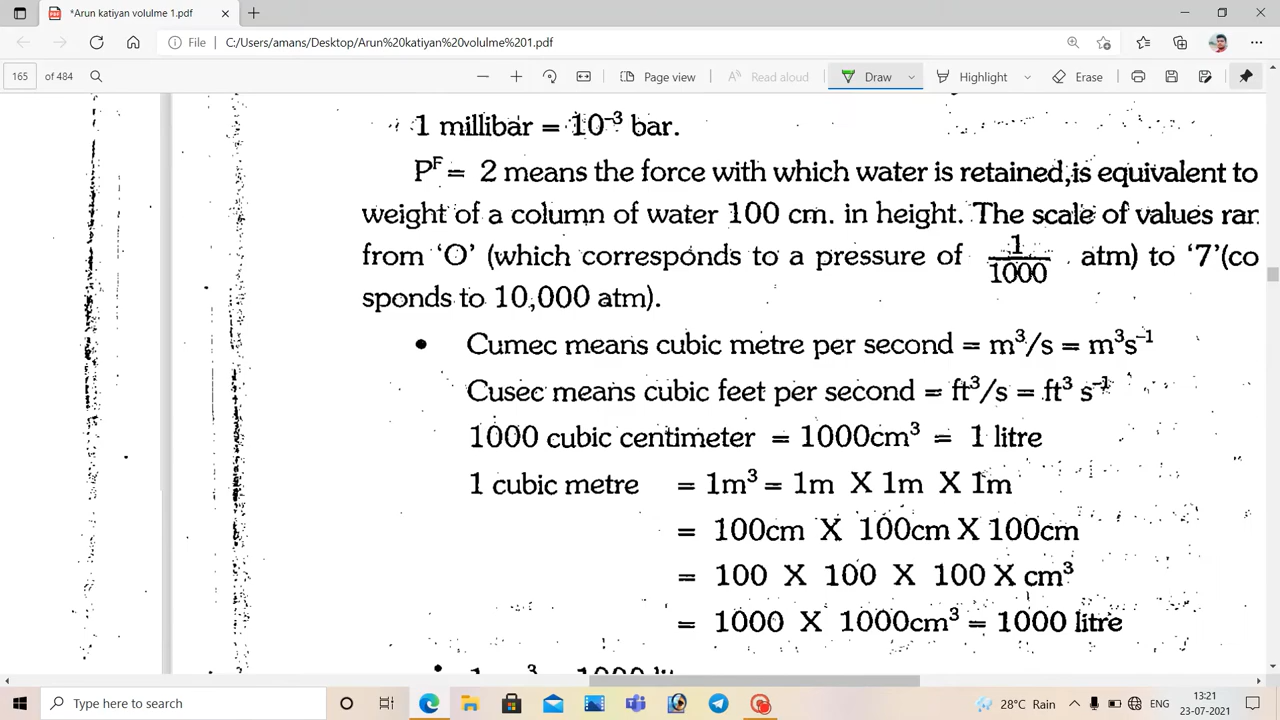 *Arun katiyan volulme 1.pdf
File C:/Users/amans/Desktop/Arun%20katiyan%20volulme%201.pdf
165 of 484 Page view Read aloud Draw Highlight Erase
1 millibar = 10⁻³ bar.
Pᶠ = 2 means the force with which water is retained, is equivalent to
weight of a column of water 100 cm. in height. The scale of values ran
from ‘O’ (which corresponds to a pressure of 1/1000 atm) to ‘7’(co
sponds to 10,000 atm).
• Cumec means cubic metre per second = m³/s = m³s⁻¹
Cusec means cubic feet per second = ft³/s = ft³ s⁻¹
1000 cubic centimeter = 1000cm³ = 1 litre
1 cubic metre = 1m³ = 1m X 1m X 1m
= 100cm X 100cm X 100cm
= 100 X 100 X 100 X cm³
= 1000 X 1000cm³ = 1000 litre
Type here to search
28°C Rain
ENG
13:21
23-07-2021